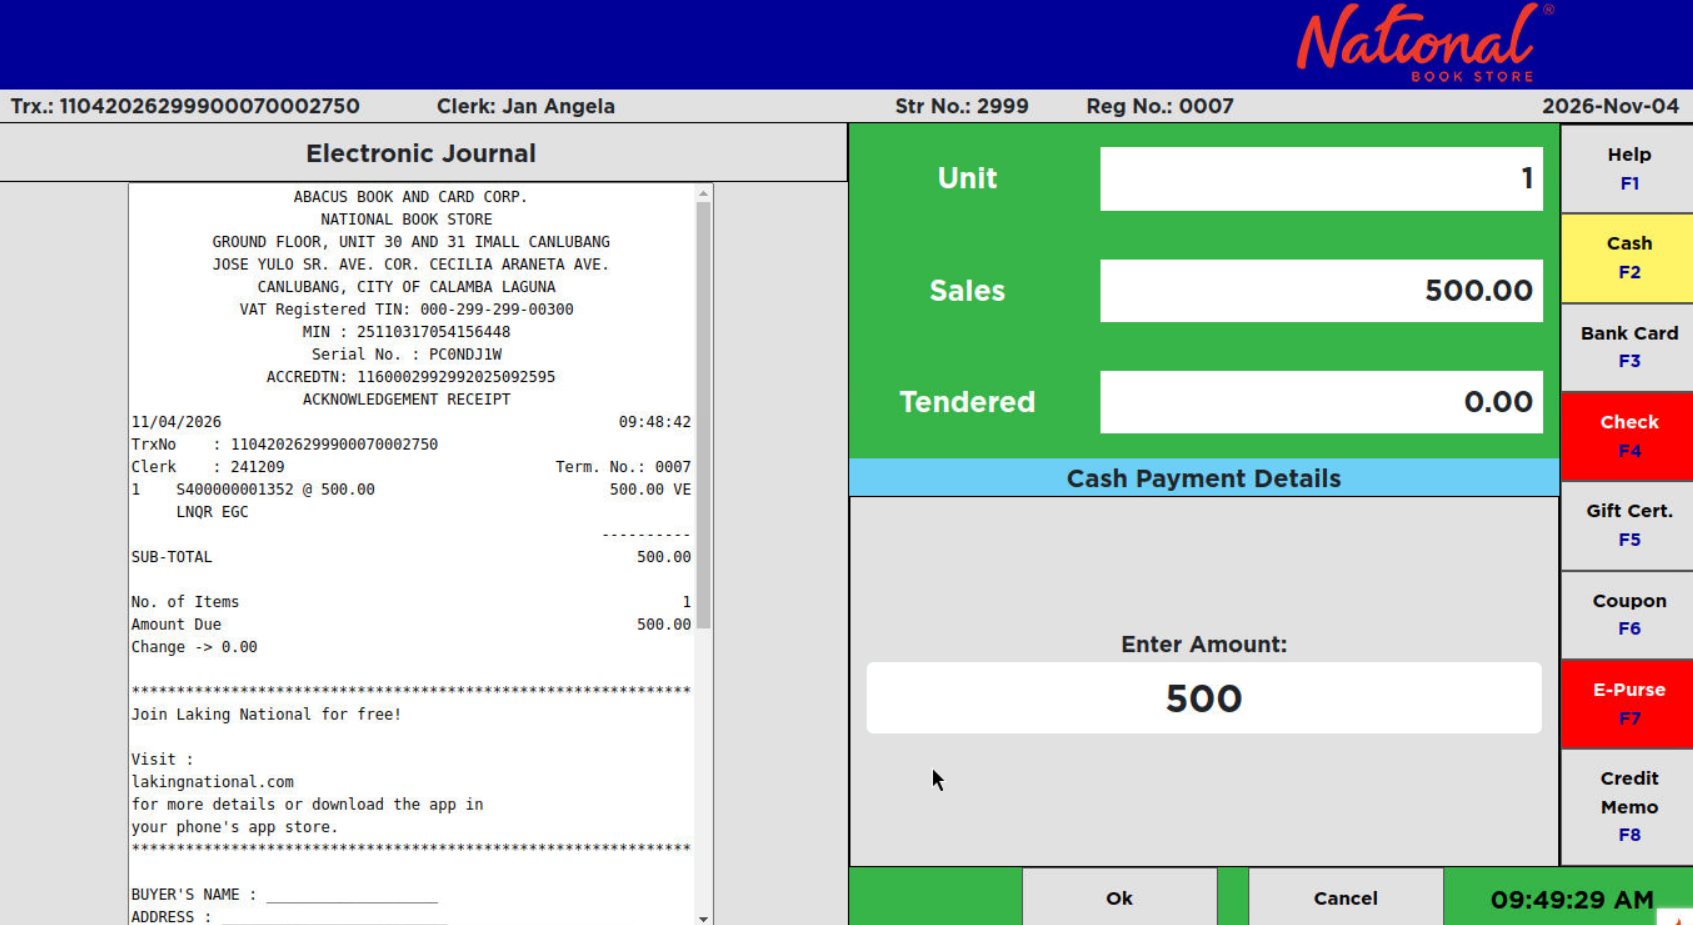 National®
BOOK STORE
Trx.: 11042026299900070002750 Clerk: Jan Angela Str No.: 2999 Reg No.: 0007 2026-Nov-04
Electronic Journal
ABACUS BOOK AND CARD CORP.
NATIONAL BOOK STORE
GROUND FLOOR, UNIT 30 AND 31 IMALL CANLUBANG
JOSE YULO SR. AVE. COR. CECILIA ARANETA AVE.
CANLUBANG, CITY OF CALAMBA LAGUNA
VAT Registered TIN: 000-299-299-00300
MIN : 25110317054156448
Serial No. : PC0NDJ1W
ACCREDTN: 1160002992992025092595
ACKNOWLEDGEMENT RECEIPT
11/04/2026 09:48:42
TrxNo : 11042026299900070002750
Clerk : 241209 Term. No.: 0007
1 S400000001352 @ 500.00 500.00 VE
LNQR EGC
----------
SUB-TOTAL 500.00
No. of Items 1
Amount Due 500.00
Change -> 0.00
**************************************************************
Join Laking National for free!
Visit :
lakingnational.com
for more details or download the app in
your phone's app store.
**************************************************************
BUYER'S NAME : ___________________
ADDRESS : _________________________
Unit 1
Sales 500.00
Tendered 0.00
Cash Payment Details
Enter Amount:
500
Ok Cancel 09:49:29 AM
Help
F1
Cash
F2
Bank Card
F3
Check
F4
Gift Cert.
F5
Coupon
F6
E-Purse
F7
Credit
Memo
F8